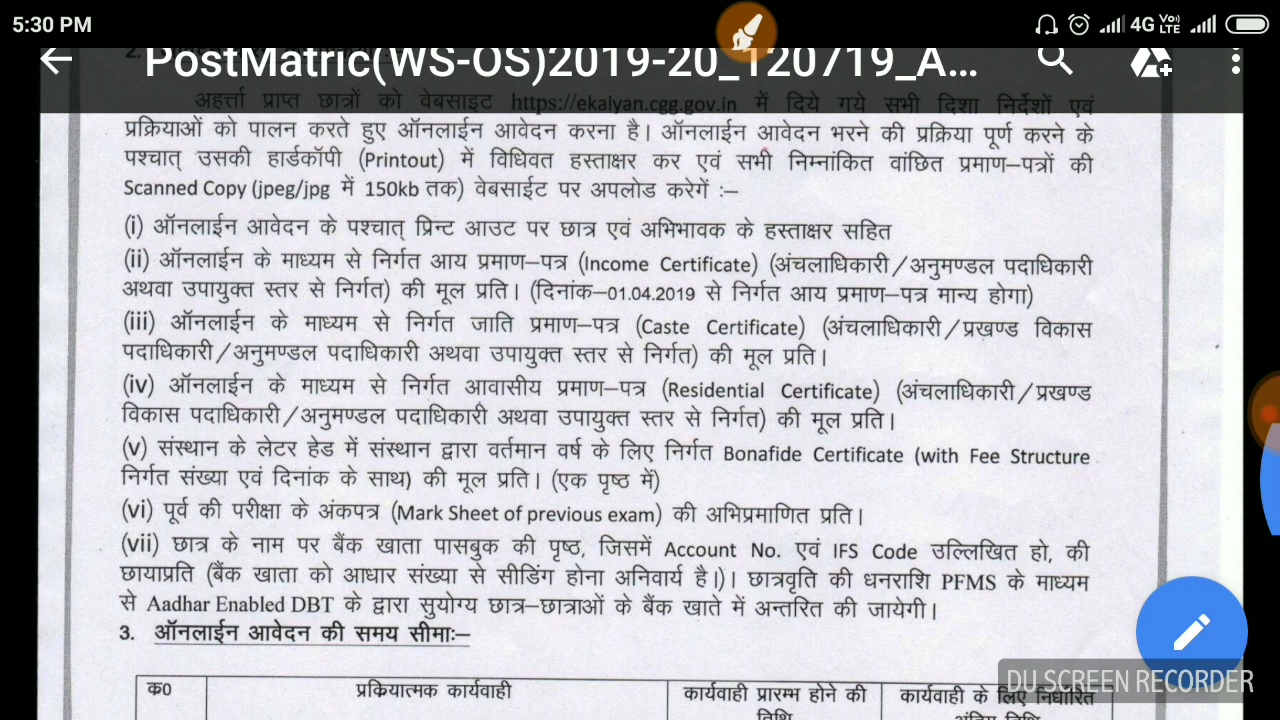 5:30 PM
4G Vo) LTE
2.
PostMatric(WS-OS)2019-20_120719_A...
अहर्त्ता प्राप्त छात्रों को वेबसाइट https://ekalyan.cgg.gov.in में दिये गये सभी दिशा निर्देशों एवं
प्रक्रियाओं को पालन करते हुए ऑनलाईन आवेदन करना है। ऑनलाईन आवेदन भरने की प्रक्रिया पूर्ण करने के
पश्चात् उसकी हार्डकॉपी (Printout) में विधिवत हस्ताक्षर कर एवं सभी निम्नांकित वांछित प्रमाण–पत्रों की
Scanned Copy (jpeg/jpg में 150kb तक) वेबसाईट पर अपलोड करेगें :–
(i) ऑनलाईन आवेदन के पश्चात् प्रिन्ट आउट पर छात्र एवं अभिभावक के हस्ताक्षर सहित
(ii) ऑनलाईन के माध्यम से निर्गत आय प्रमाण–पत्र (Income Certificate) (अंचलाधिकारी/अनुमण्डल पदाधिकारी
अथवा उपायुक्त स्तर से निर्गत) की मूल प्रति। (दिनांक–01.04.2019 से निर्गत आय प्रमाण–पत्र मान्य होगा)
(iii) ऑनलाईन के माध्यम से निर्गत जाति प्रमाण–पत्र (Caste Certificate) (अंचलाधिकारी/प्रखण्ड विकास
पदाधिकारी/अनुमण्डल पदाधिकारी अथवा उपायुक्त स्तर से निर्गत) की मूल प्रति।
(iv) ऑनलाईन के माध्यम से निर्गत आवासीय प्रमाण–पत्र (Residential Certificate) (अंचलाधिकारी/प्रखण्ड
विकास पदाधिकारी/अनुमण्डल पदाधिकारी अथवा उपायुक्त स्तर से निर्गत) की मूल प्रति।
(v) संस्थान के लेटर हेड में संस्थान द्वारा वर्तमान वर्ष के लिए निर्गत Bonafide Certificate (with Fee Structure
निर्गत संख्या एवं दिनांक के साथ) की मूल प्रति। (एक पृष्ठ में)
(vi) पूर्व की परीक्षा के अंकपत्र (Mark Sheet of previous exam) की अभिप्रमाणित प्रति।
(vii) छात्र के नाम पर बैंक खाता पासबुक की पृष्ठ, जिसमें Account No. एवं IFS Code उल्लिखित हो, की
छायाप्रति (बैंक खाता को आधार संख्या से सीडिंग होना अनिवार्य है।)। छात्रवृति की धनराशि PFMS के माध्यम
से Aadhar Enabled DBT के द्वारा सुयोग्य छात्र–छात्राओं के बैंक खाते में अन्तरित की जायेगी।
3. ऑनलाईन आवेदन की समय सीमाः–
क्र0 प्रक्रियात्मक कार्यवाही कार्यवाही प्रारम्भ होने की कार्यवाही के लिए निर्धारित
तिथि अंतिम तिथि
DU SCREEN RECORDER